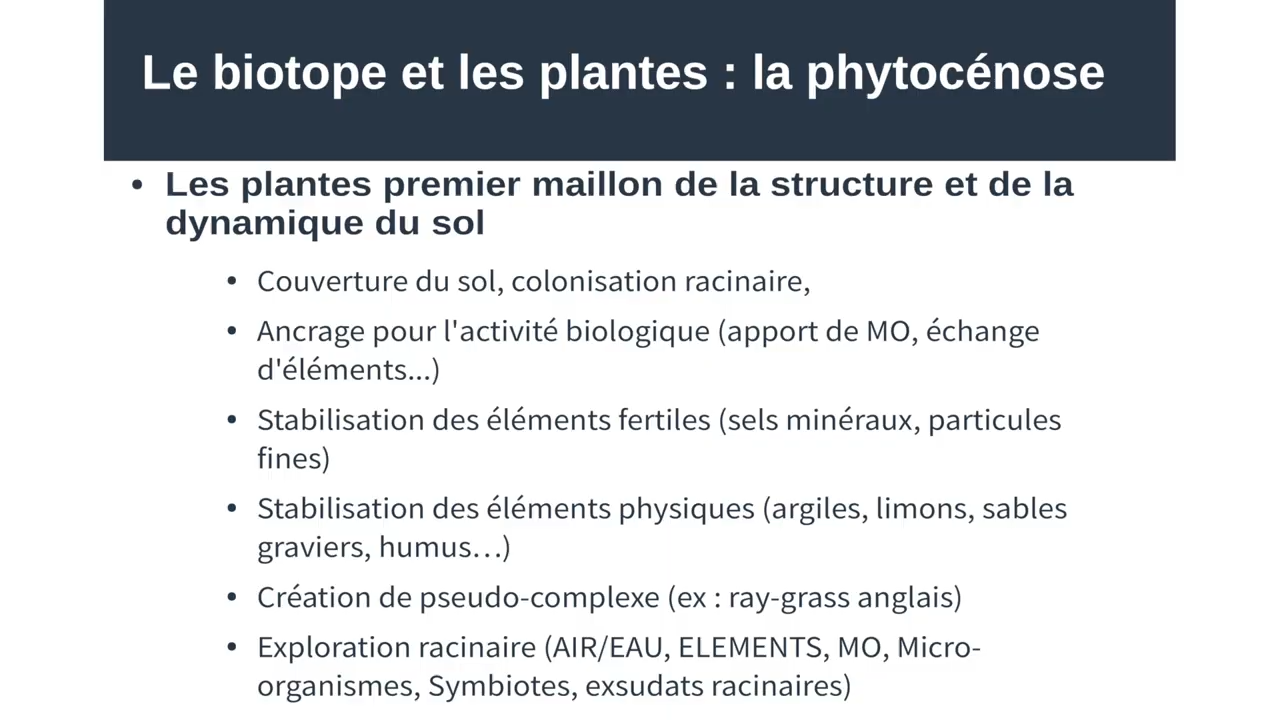 Le biotope et les plantes : la phytocénose
• Les plantes premier maillon de la structure et de la
dynamique du sol
• Couverture du sol, colonisation racinaire,
• Ancrage pour l'activité biologique (apport de MO, échange
d'éléments...)
• Stabilisation des éléments fertiles (sels minéraux, particules
fines)
• Stabilisation des éléments physiques (argiles, limons, sables
graviers, humus…)
• Création de pseudo-complexe (ex : ray-grass anglais)
• Exploration racinaire (AIR/EAU, ELEMENTS, MO, Micro-
organismes, Symbiotes, exsudats racinaires)